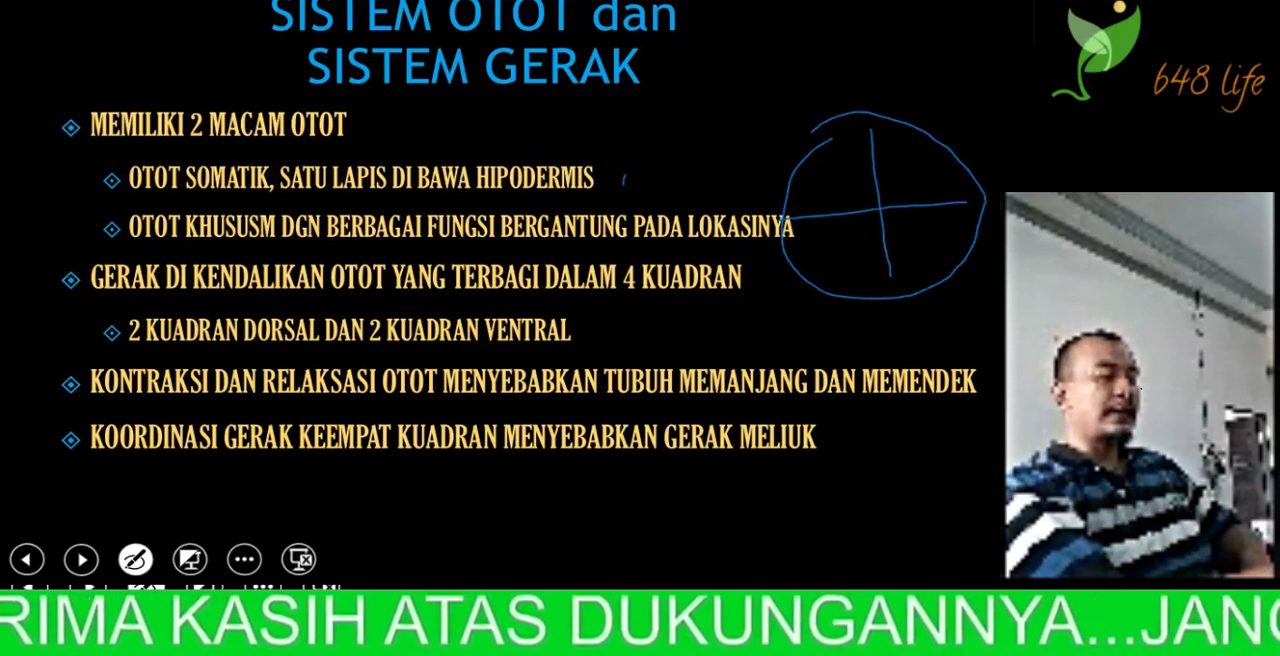 SISTEM OTOT dan
SISTEM GERAK
648 life
MEMILIKI 2 MACAM OTOT
OTOT SOMATIK, SATU LAPIS DI BAWA HIPODERMIS
OTOT KHUSUSM DGN BERBAGAI FUNGSI BERGANTUNG PADA LOKASINYA
GERAK DI KENDALIKAN OTOT YANG TERBAGI DALAM 4 KUADRAN
2 KUADRAN DORSAL DAN 2 KUADRAN VENTRAL
KONTRAKSI DAN RELAKSASI OTOT MENYEBABKAN TUBUH MEMANJANG DAN MEMENDEK
KOORDINASI GERAK KEEMPAT KUADRAN MENYEBABKAN GERAK MELIUK
RIMA KASIH ATAS DUKUNGANNYA...JANG